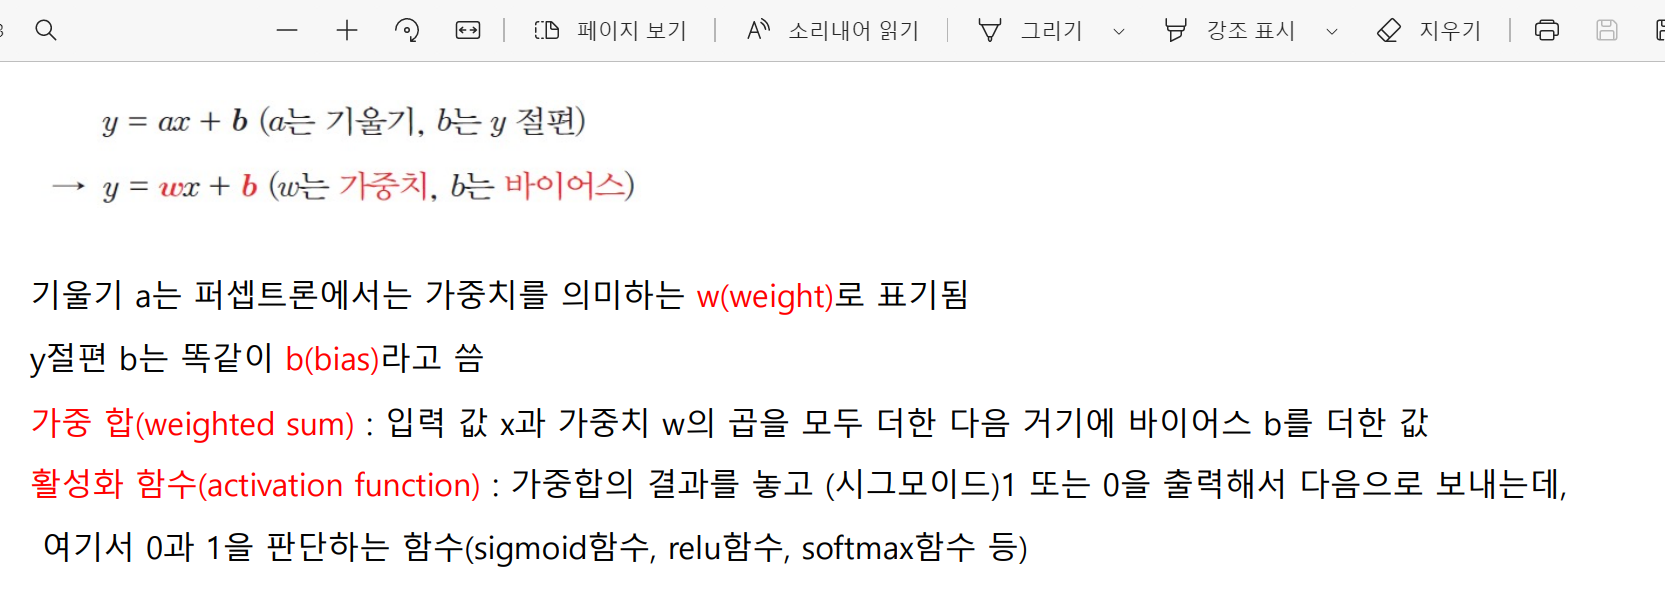 페이지 보기 소리내어 읽기 그리기 강조 표시 지우기
y = ax + b (a는 기울기, b는 y 절편)
→ y = wx + b (w는 가중치, b는 바이어스)
기울기 a는 퍼셉트론에서는 가중치를 의미하는 w(weight)로 표기됨
y절편 b는 똑같이 b(bias)라고 씀
가중 합(weighted sum) : 입력 값 x과 가중치 w의 곱을 모두 더한 다음 거기에 바이어스 b를 더한 값
활성화 함수(activation function) : 가중합의 결과를 놓고 (시그모이드)1 또는 0을 출력해서 다음으로 보내는데,
여기서 0과 1을 판단하는 함수(sigmoid함수, relu함수, softmax함수 등)